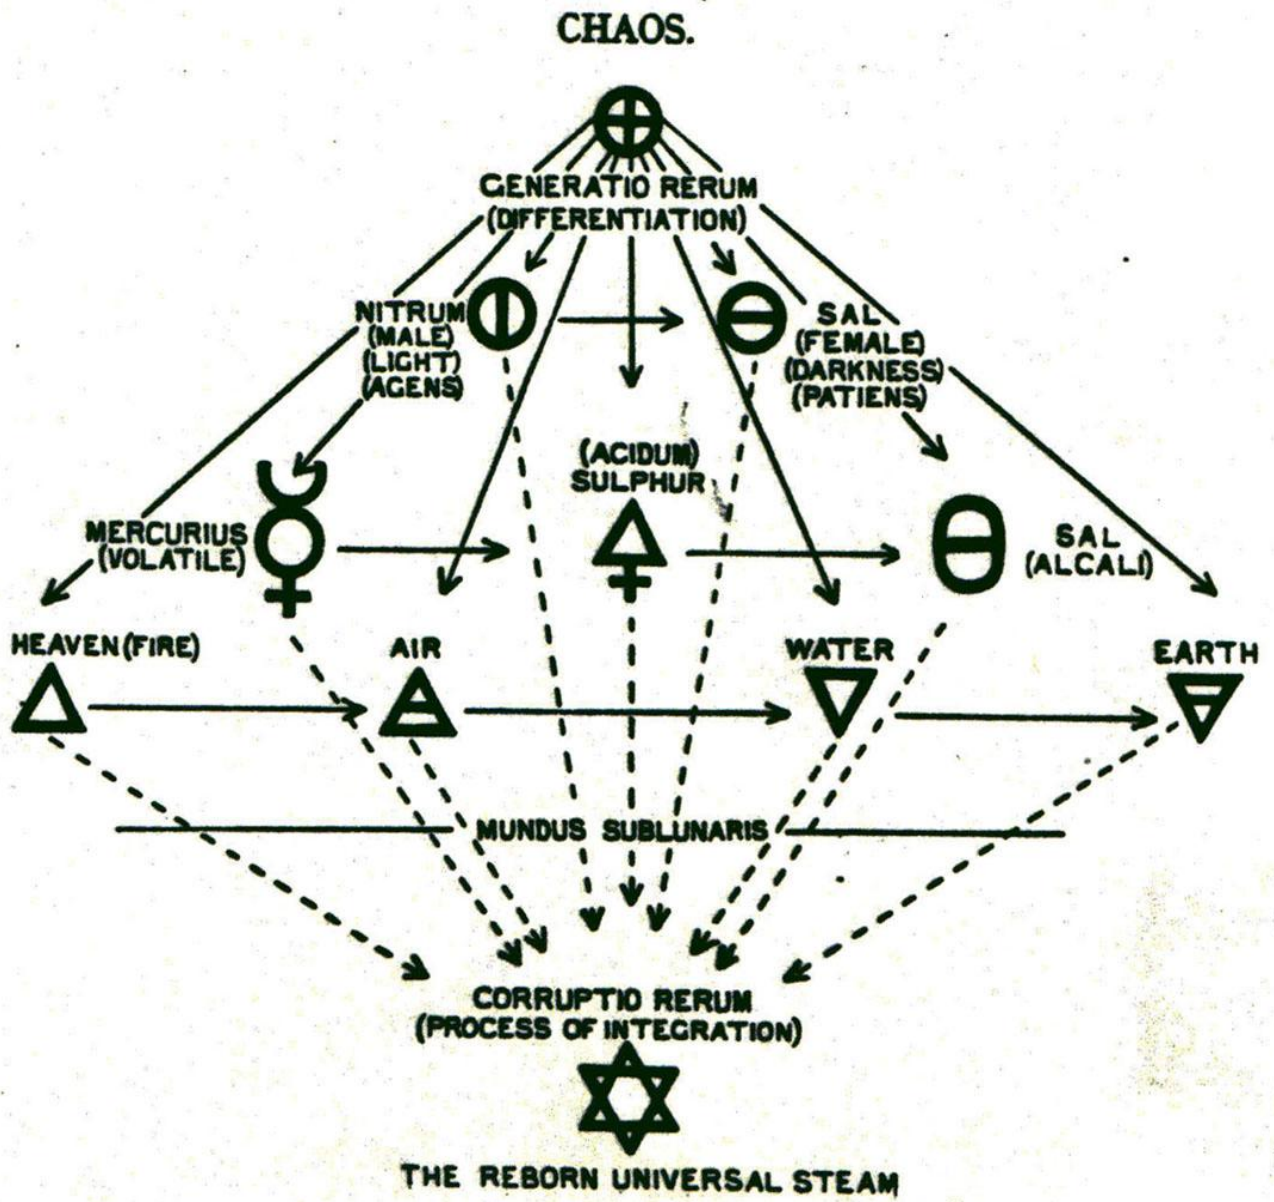 CHAOS.
GENERATIO RERUM
(DIFFERENTIATION)
NITRUM
(MALE)
(LIGHT)
(AGENS)
SAL
(FEMALE)
(DARKNESS)
(PATIENS)
(ACIDUM)
SULPHUR
MERCURIUS
(VOLATILE)
SAL
(ALCALI)
HEAVEN (FIRE)
AIR
WATER
EARTH
MUNDUS SUBLUNARIS
CORRUPTIO RERUM
(PROCESS OF INTEGRATION)
THE REBORN UNIVERSAL STEAM